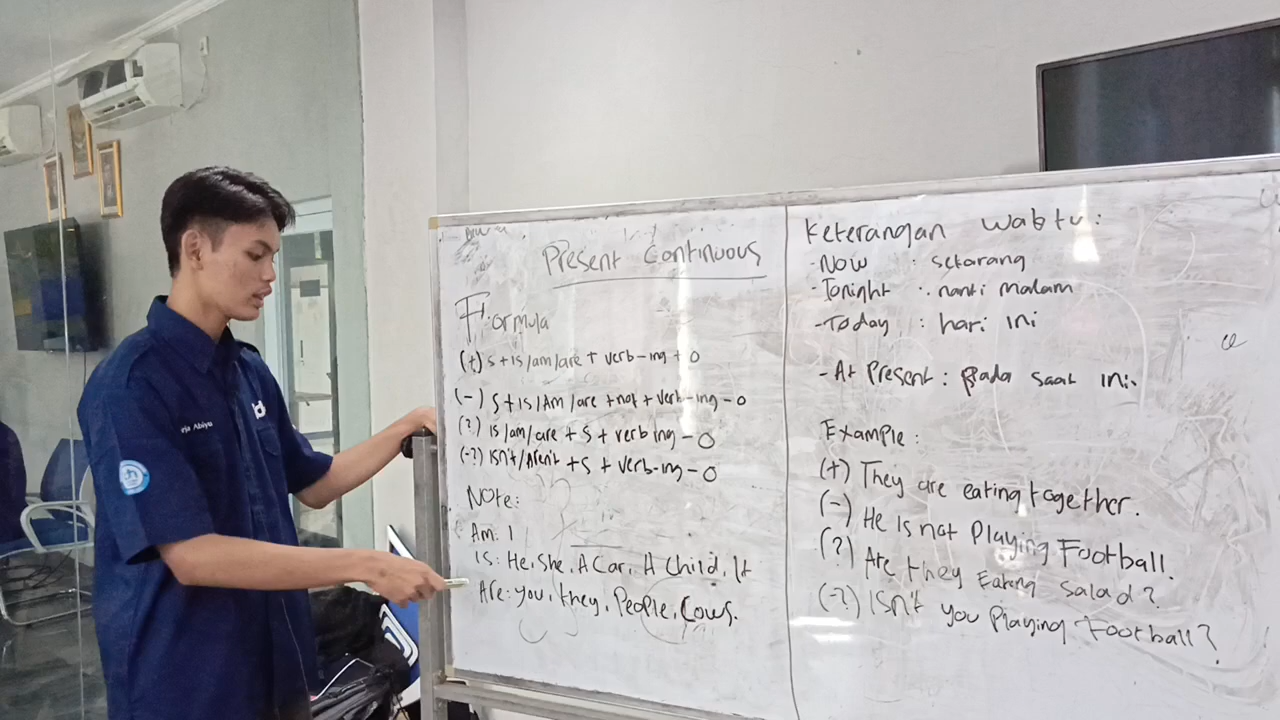 Present Continuous
Formula
(+) S + is/am/are + verb-ing + O
(-) S + is/Am/are + not + verb-ing - O
(?) is/am/are + S + verb ing - O
(-?) isn't/Aren't + S + verb-ing - O
Note:
Am: I
Is: He, She, A Car, A Child, It
Are: you, they, People, Cows.
Keterangan waktu:
- Now : sekarang
- Tonight : nanti malam
- Today : hari ini
- At Present : pada saat ini.
Example:
(+) They are eating together.
(-) He Is not Playing Football.
(?) Are they Eating Salad?
(-?) Isn't you Playing Football?
Abiyu